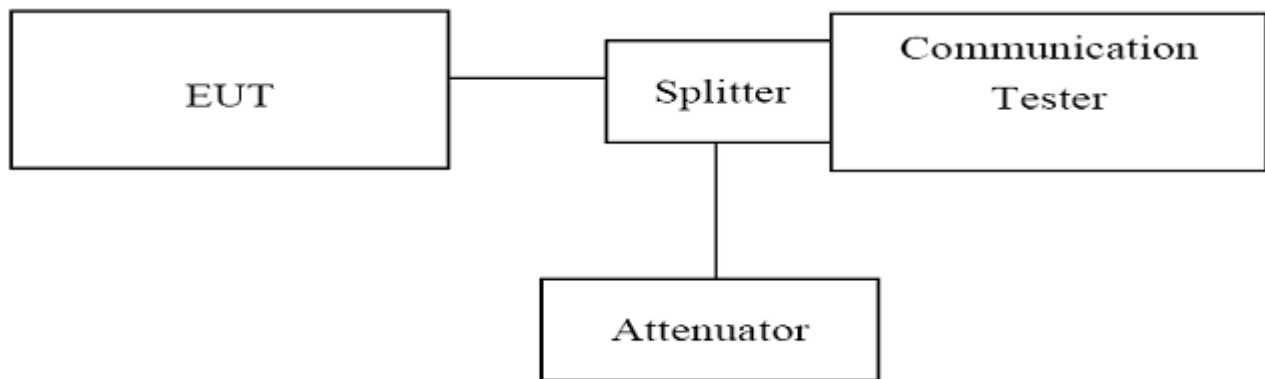 EUT
Splitter
Communication
Tester
Attenuator